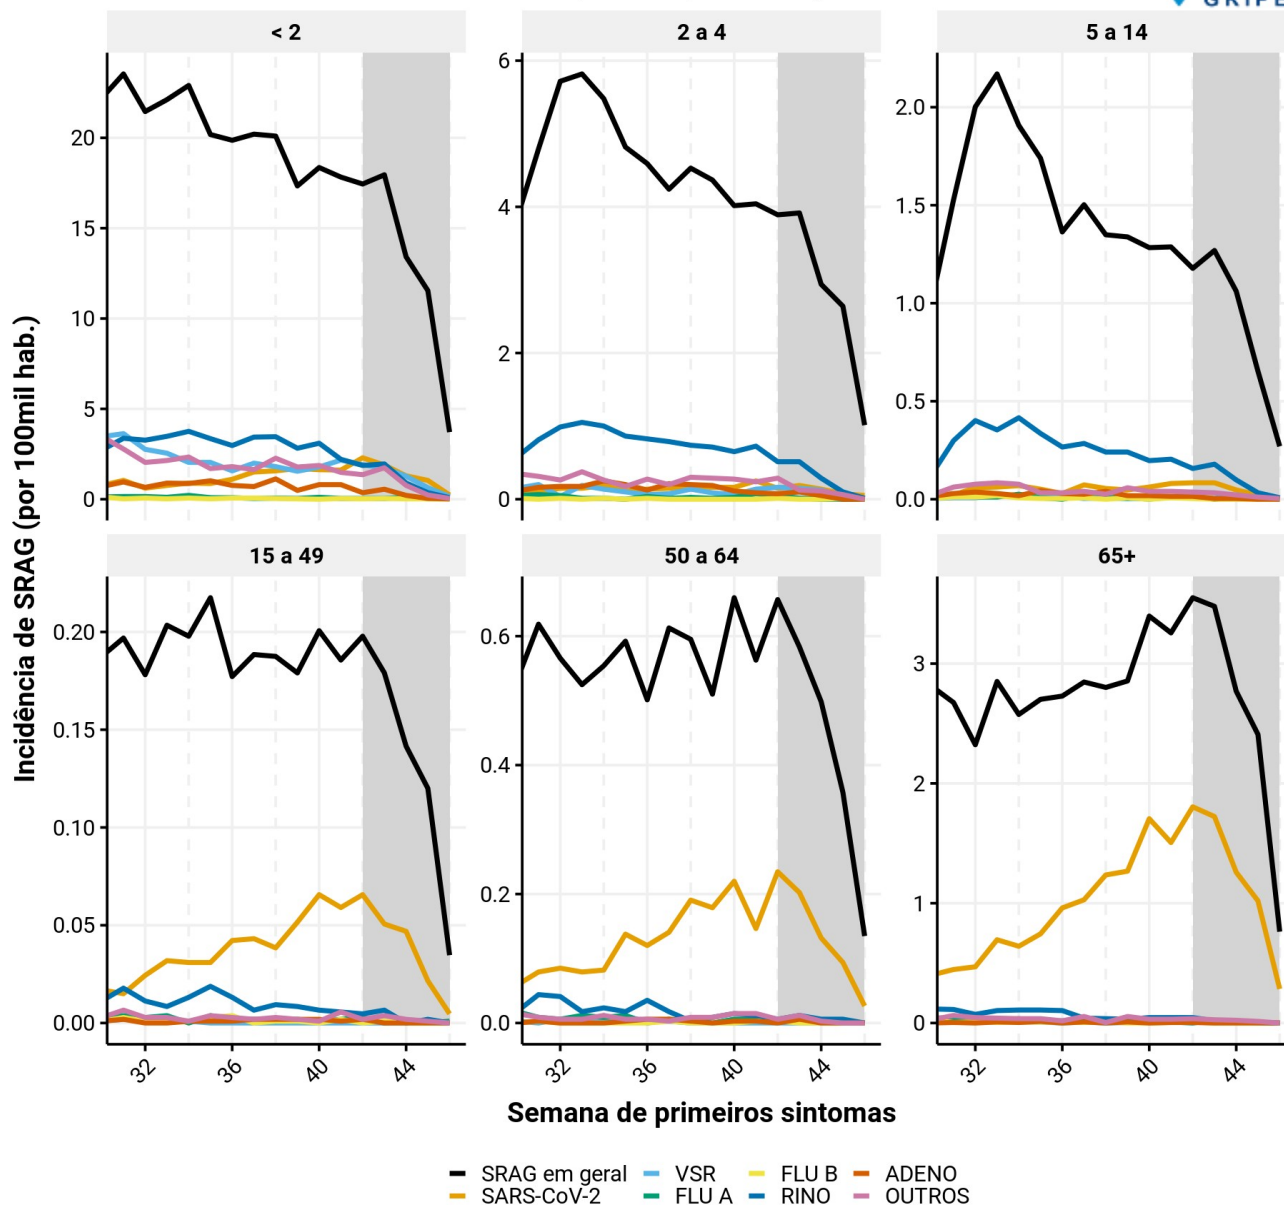 GRIPE
< 2
2 a 4
5 a 14
20
15
10
5
0
6
4
2
0
2.0
1.5
1.0
0.5
0.0
Incidência de SRAG (por 100mil hab.)
15 a 49
50 a 64
65+
0.20
0.15
0.10
0.05
0.00
0.6
0.4
0.2
0.0
3
2
1
0
32 36 40 44
32 36 40 44
32 36 40 44
Semana de primeiros sintomas
SRAG em geral VSR FLU B ADENO
SARS-CoV-2 FLU A RINO OUTROS